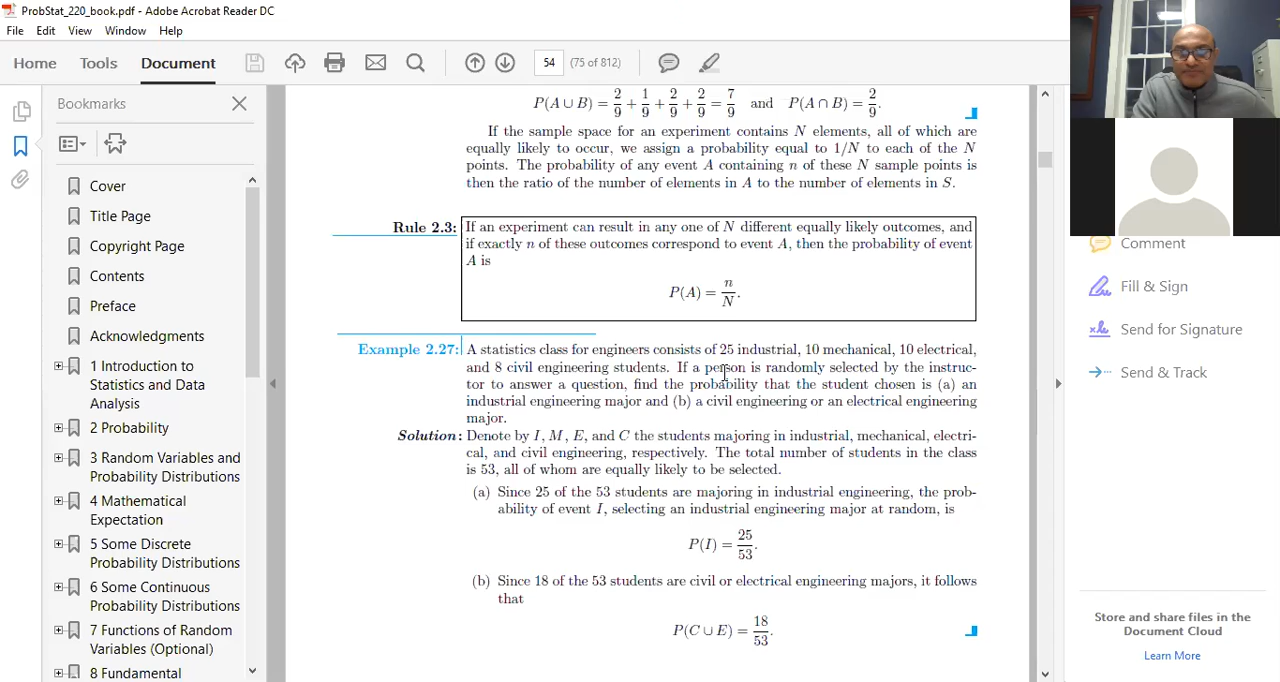 ProbStat_220_book.pdf - Adobe Acrobat Reader DC
File Edit View Window Help
Home Tools Document 54 (75 of 812)
Bookmarks
Cover
Title Page
Copyright Page
Contents
Preface
Acknowledgments
1 Introduction to
Statistics and Data
Analysis
2 Probability
3 Random Variables and
Probability Distributions
4 Mathematical
Expectation
5 Some Discrete
Probability Distributions
6 Some Continuous
Probability Distributions
7 Functions of Random
Variables (Optional)
8 Fundamental
P(A ∪ B) = 2/9 + 1/9 + 2/9 + 2/9 = 7/9 and P(A ∩ B) = 2/9.
If the sample space for an experiment contains N elements, all of which are
equally likely to occur, we assign a probability equal to 1/N to each of the N
points. The probability of any event A containing n of these N sample points is
then the ratio of the number of elements in A to the number of elements in S.
Rule 2.3: If an experiment can result in any one of N different equally likely outcomes, and
if exactly n of these outcomes correspond to event A, then the probability of event
A is
P(A) = n/N.
Example 2.27: A statistics class for engineers consists of 25 industrial, 10 mechanical, 10 electrical,
and 8 civil engineering students. If a person is randomly selected by the instruc-
tor to answer a question, find the probability that the student chosen is (a) an
industrial engineering major and (b) a civil engineering or an electrical engineering
major.
Solution: Denote by I, M, E, and C the students majoring in industrial, mechanical, electri-
cal, and civil engineering, respectively. The total number of students in the class
is 53, all of whom are equally likely to be selected.
(a) Since 25 of the 53 students are majoring in industrial engineering, the prob-
ability of event I, selecting an industrial engineering major at random, is
P(I) = 25/53.
(b) Since 18 of the 53 students are civil or electrical engineering majors, it follows
that
P(C ∪ E) = 18/53.
Comment
Fill & Sign
Send for Signature
Send & Track
Store and share files in the
Document Cloud
Learn More